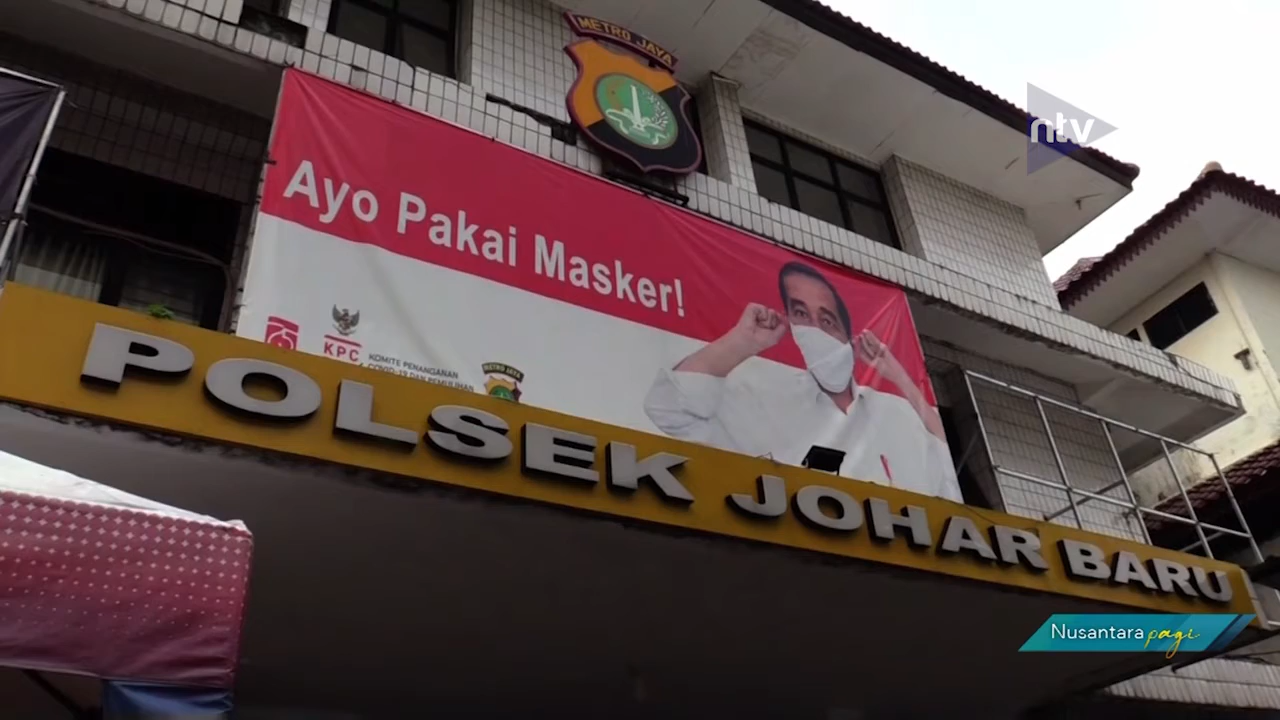 METRO JAYA
ntv
Ayo Pakai Masker!
75
KPC
KOMITE PENANGANAN
COVID-19 DAN PEMULIHAN
METRO JAYA
POLSEK JOHAR BARU
Nusantara pagi